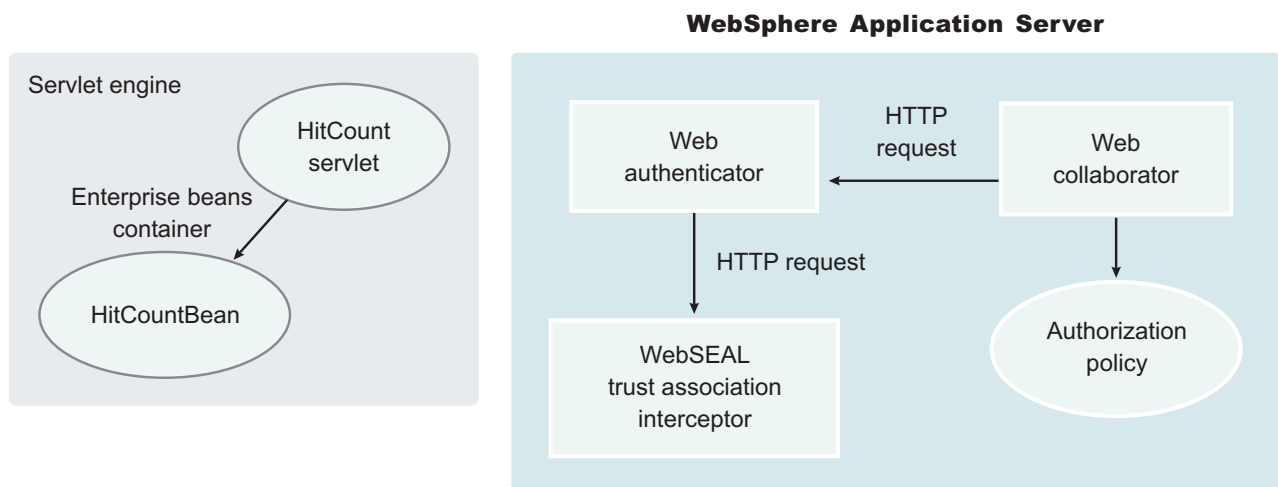 WebSphere Application Server
Servlet engine
HitCount
servlet
Enterprise beans
container
HitCountBean
Web
authenticator
HTTP
request
Web
collaborator
HTTP request
WebSEAL
trust association
interceptor
Authorization
policy